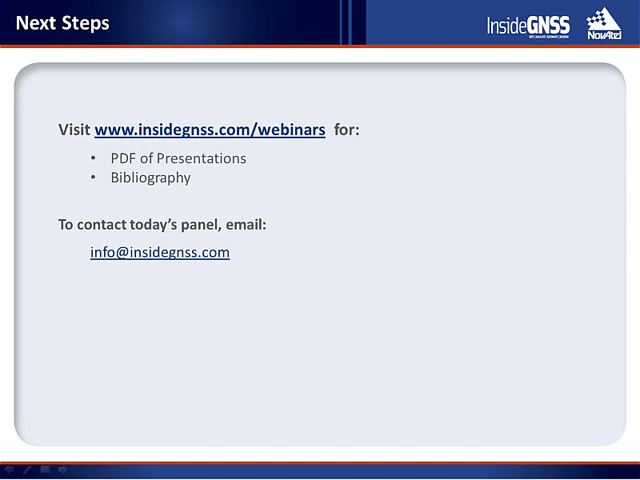 Next Steps
InsideGNSS
NovAtel
Visit www.insidegnss.com/webinars for:
• PDF of Presentations
• Bibliography
To contact today's panel, email:
info@insidegnss.com